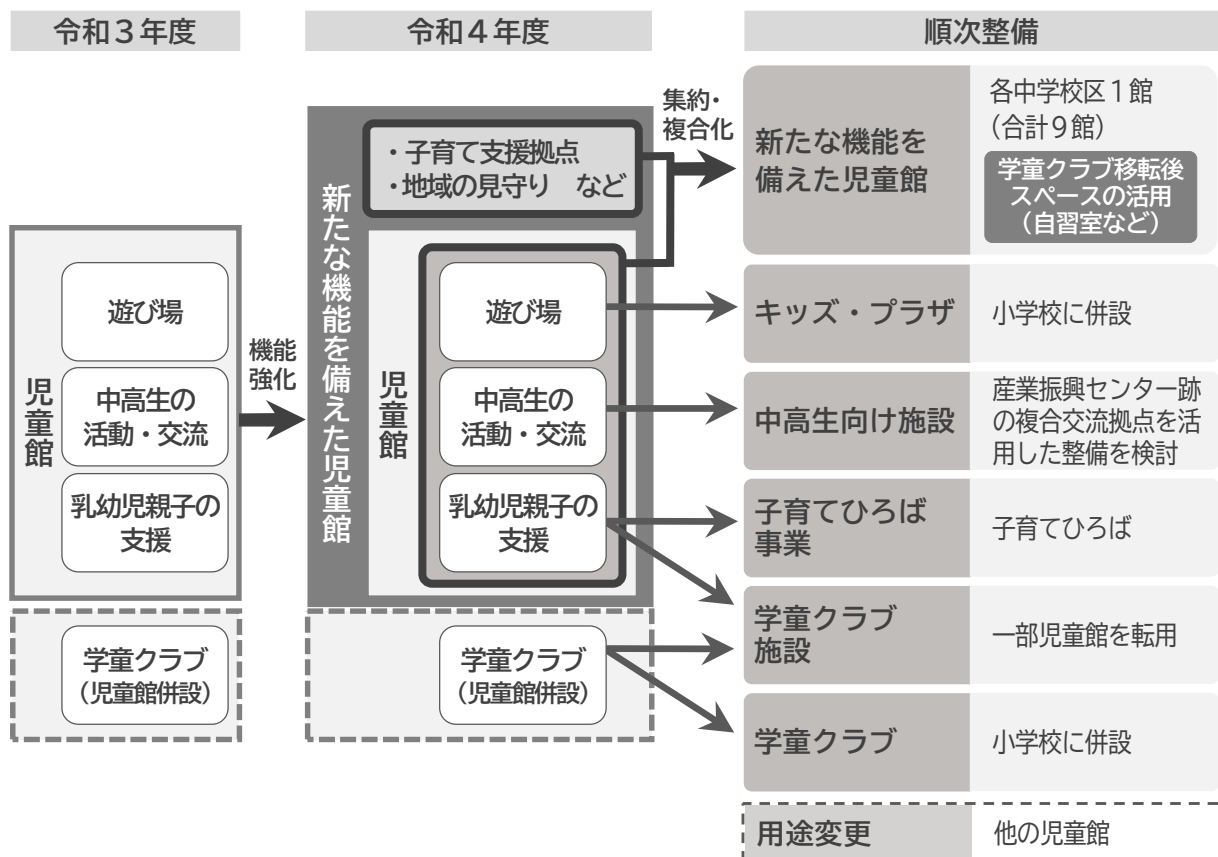 令和３年度
令和４年度
順次整備
児童館
遊び場
中高生の
活動・交流
乳幼児親子の
支援
学童クラブ
（児童館併設）
機能
強化
新たな機能を備えた児童館
・子育て支援拠点
・地域の見守り　など
児童館
遊び場
中高生の
活動・交流
乳幼児親子の
支援
学童クラブ
（児童館併設）
集約・
複合化
新たな機能を
備えた児童館
各中学校区１館
（合計９館）
学童クラブ移転後
スペースの活用
（自習室など）
キッズ・プラザ
小学校に併設
中高生向け施設
産業振興センター跡
の複合交流拠点を活
用した整備を検討
子育てひろば
事業
子育てひろば
学童クラブ
施設
一部児童館を転用
学童クラブ
小学校に併設
用途変更
他の児童館